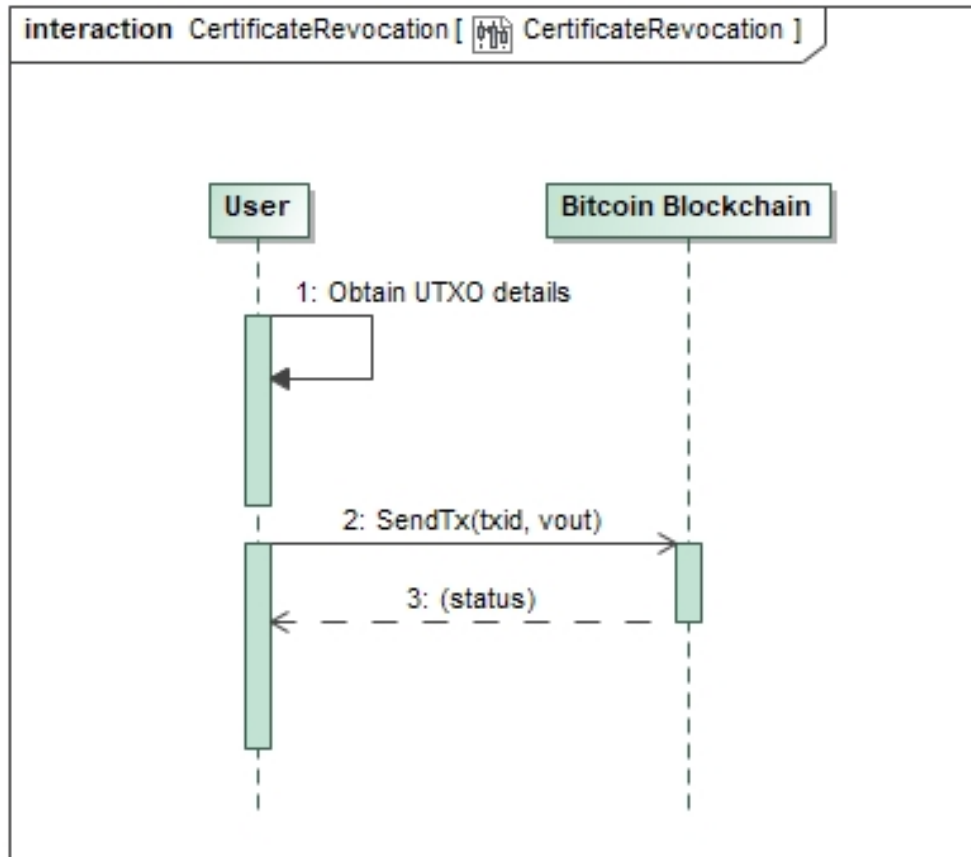 interaction CertificateRevocation [ CertificateRevocation ]
User
Bitcoin Blockchain
1: Obtain UTXO details
2: SendTx(txid, vout)
3: (status)